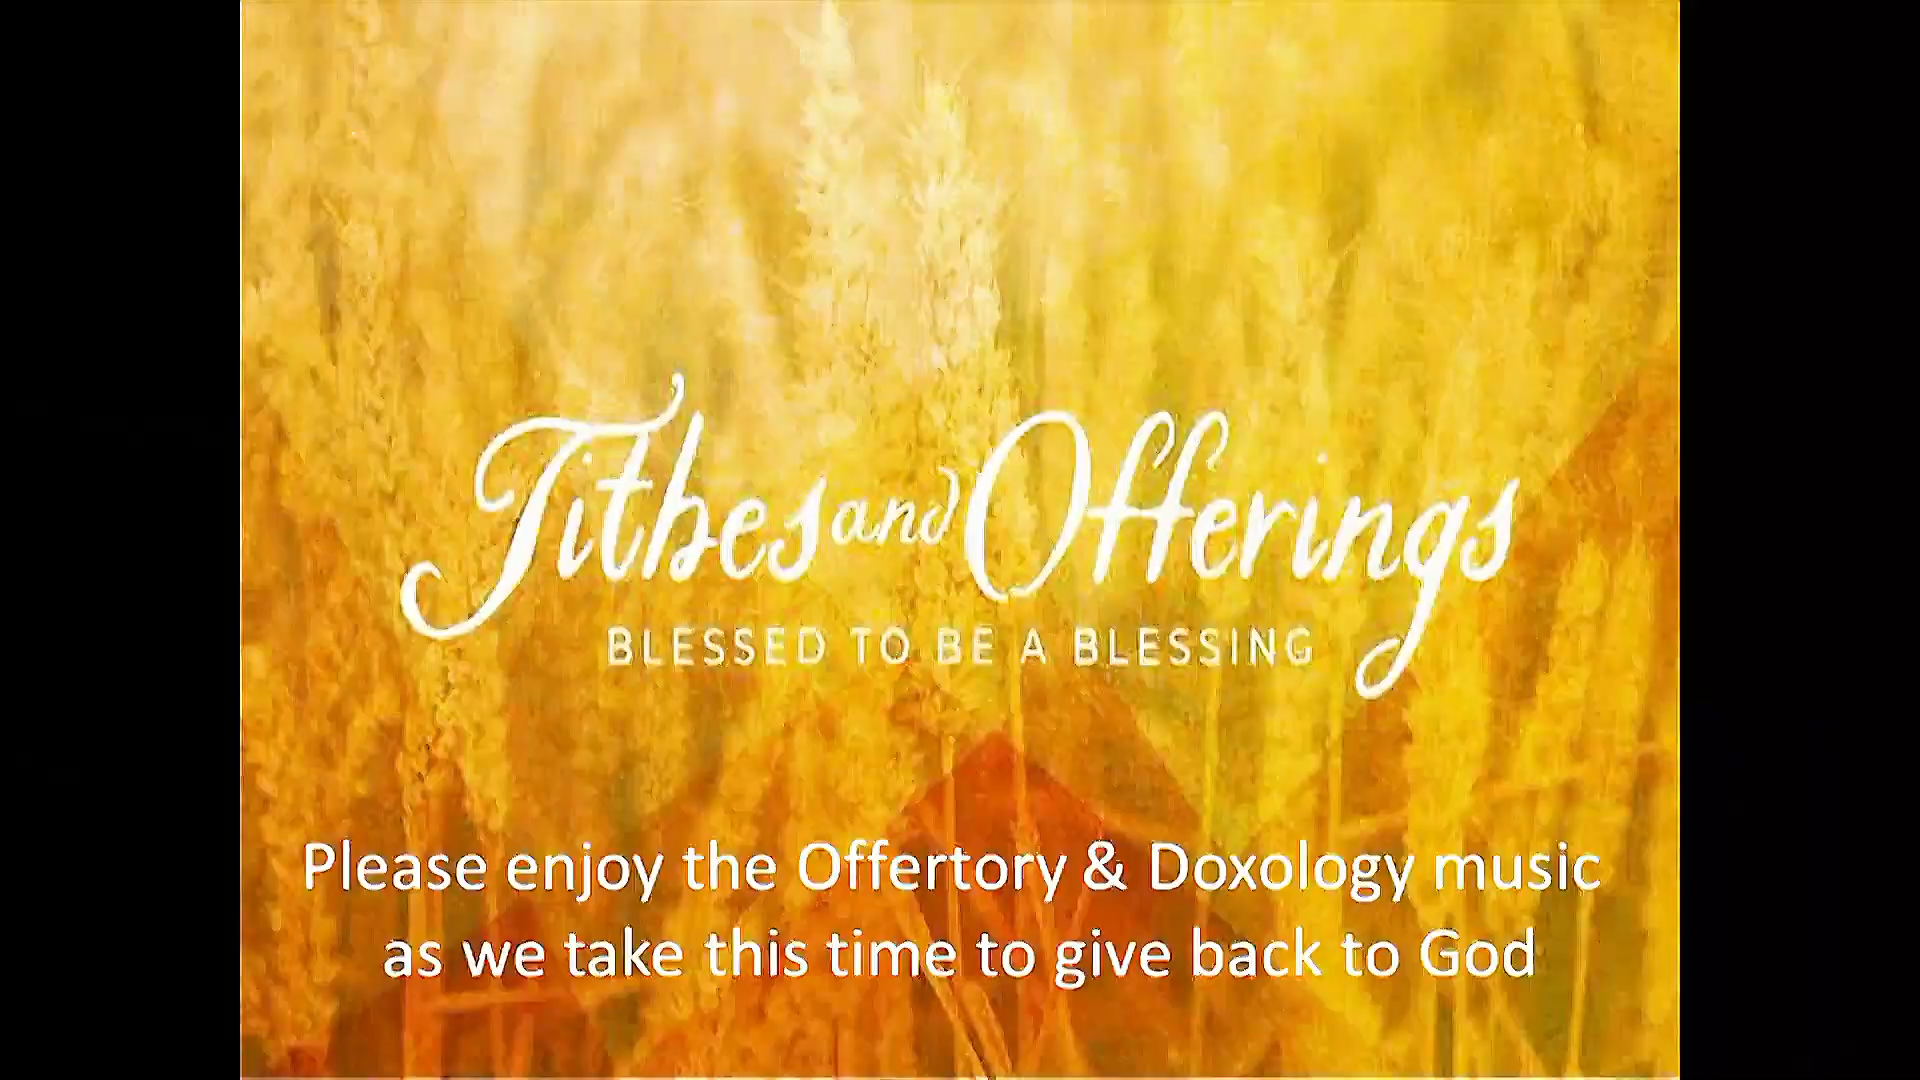 Tithes and Offerings
BLESSED TO BE A BLESSING
Please enjoy the Offertory & Doxology music
as we take this time to give back to God